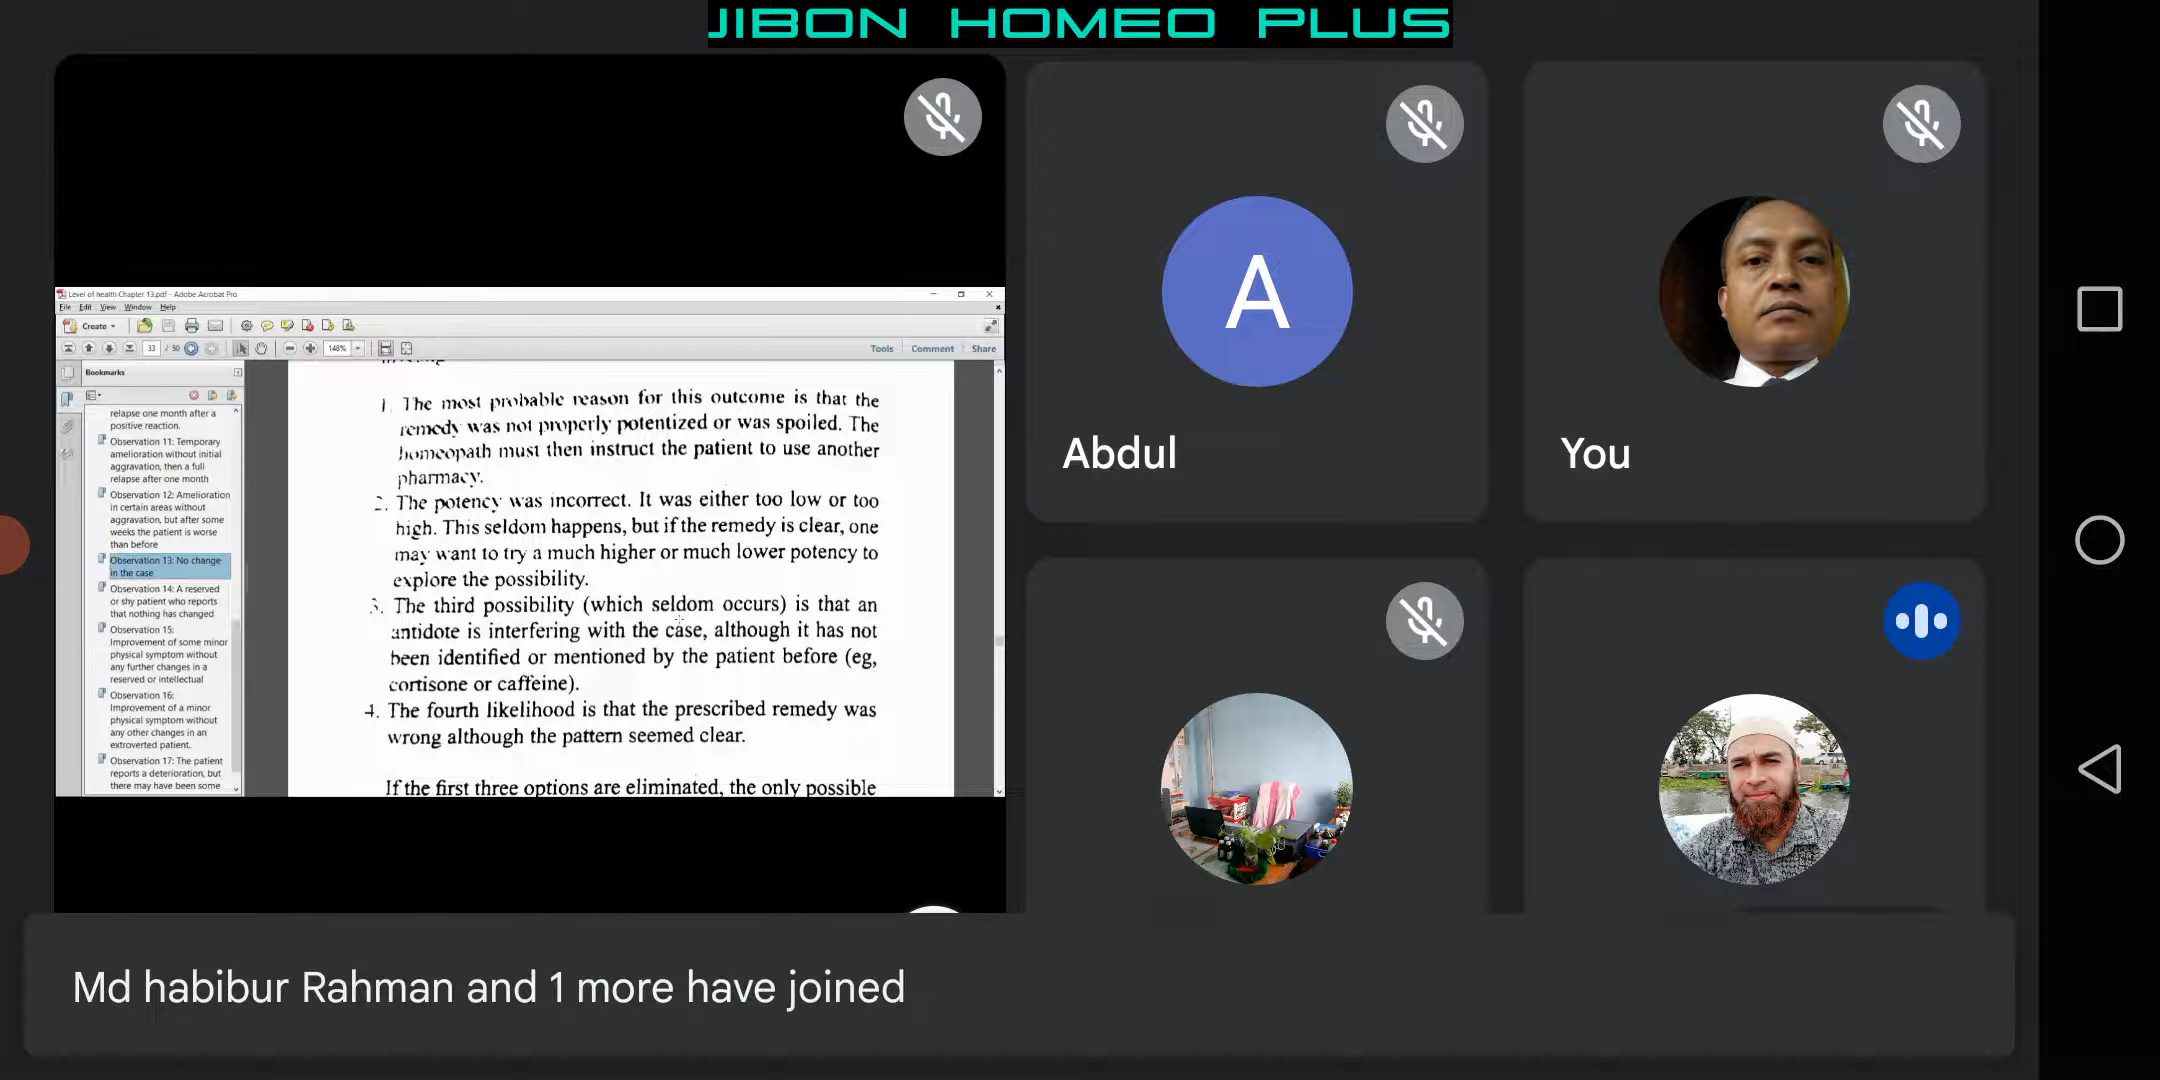 JIBON HOMEO PLUS
Level of health Chapter 13.pdf - Adobe Acrobat Pro
File Edit View Window Help
Create
33 / 50 148% Tools Comment Share
Bookmarks
relapse one month after a
positive reaction.
Observation 11: Temporary
amelioration without initial
aggravation, then a full
relapse after one month
Observation 12: Amelioration
in certain areas without
aggravation, but after some
weeks the patient is worse
than before
Observation 13: No change
in the case
Observation 14: A reserved
or shy patient who reports
that nothing has changed
Observation 15:
Improvement of some minor
physical symptom without
any further changes in a
reserved or intellectual
Observation 16:
Improvement of a minor
physical symptom without
any other changes in an
extroverted patient.
Observation 17: The patient
reports a deterioration, but
there may have been some
1. The most probable reason for this outcome is that the
remedy was not properly potentized or was spoiled. The
homeopath must then instruct the patient to use another
pharmacy.
2. The potency was incorrect. It was either too low or too
high. This seldom happens, but if the remedy is clear, one
may want to try a much higher or much lower potency to
explore the possibility.
3. The third possibility (which seldom occurs) is that an
antidote is interfering with the case, although it has not
been identified or mentioned by the patient before (eg,
cortisone or caffeine).
4. The fourth likelihood is that the prescribed remedy was
wrong although the pattern seemed clear.
If the first three options are eliminated, the only possible
A
Abdul
You
Md habibur Rahman and 1 more have joined